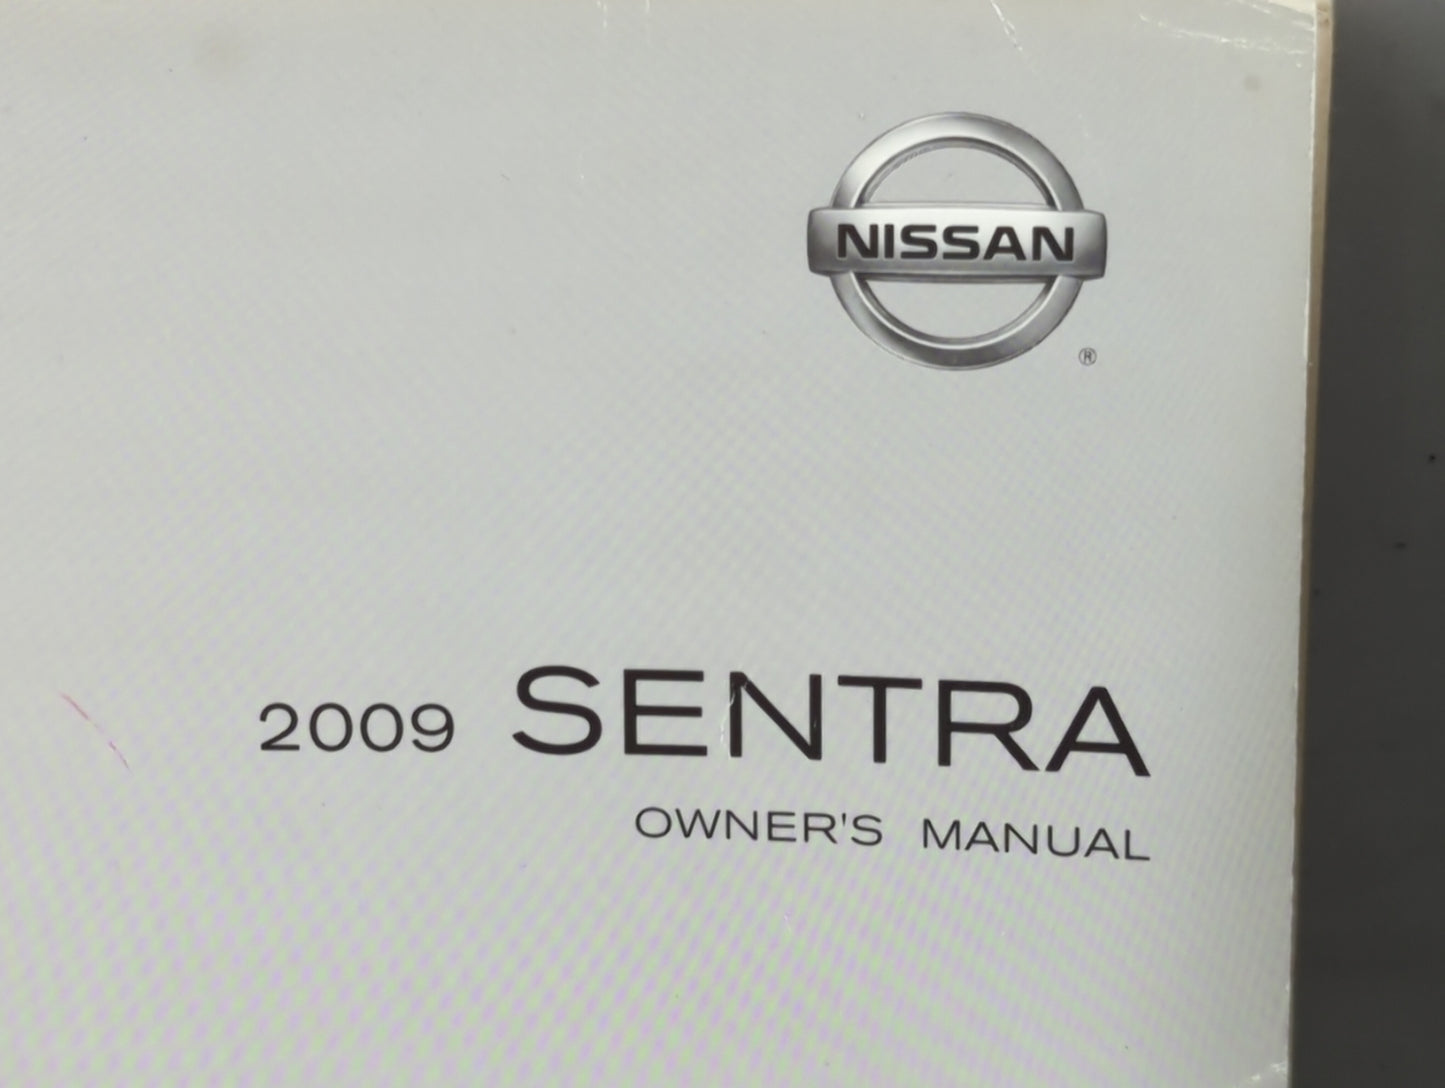 NISSAN
®
2009 SENTRA
OWNER'S MANUAL